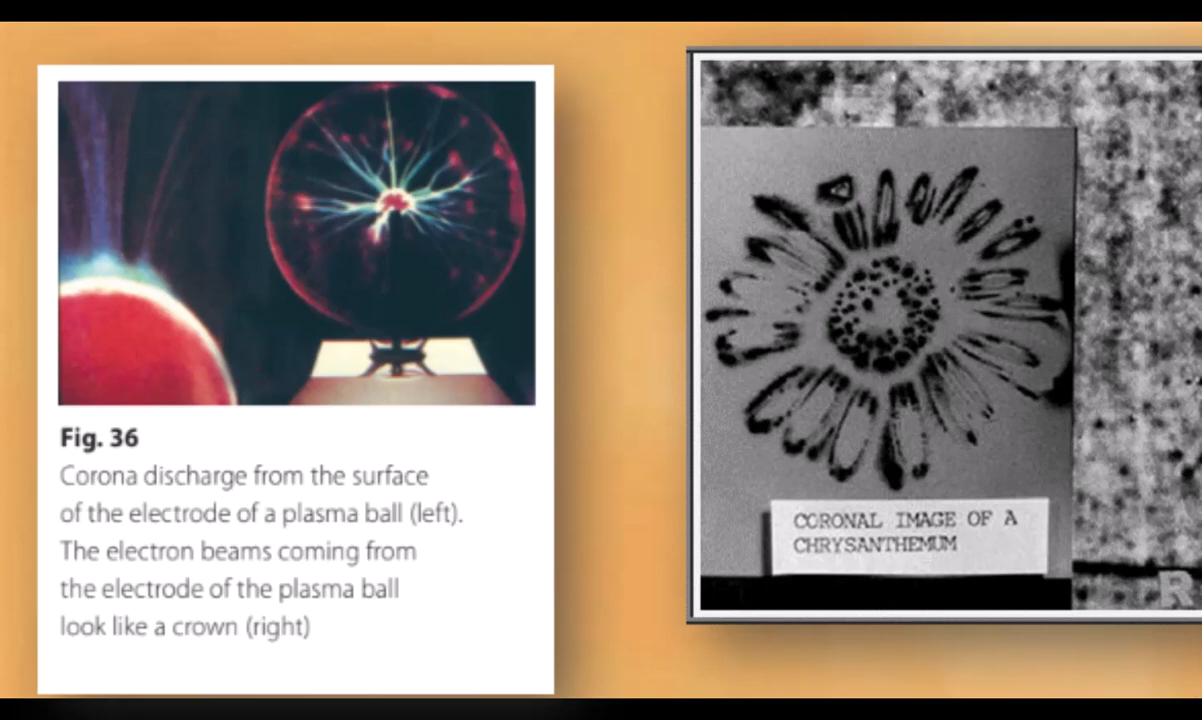 Fig. 36
Corona discharge from the surface
of the electrode of a plasma ball (left).
The electron beams coming from
the electrode of the plasma ball
look like a crown (right)
CORONAL IMAGE OF A
CHRYSANTHEMUM
R